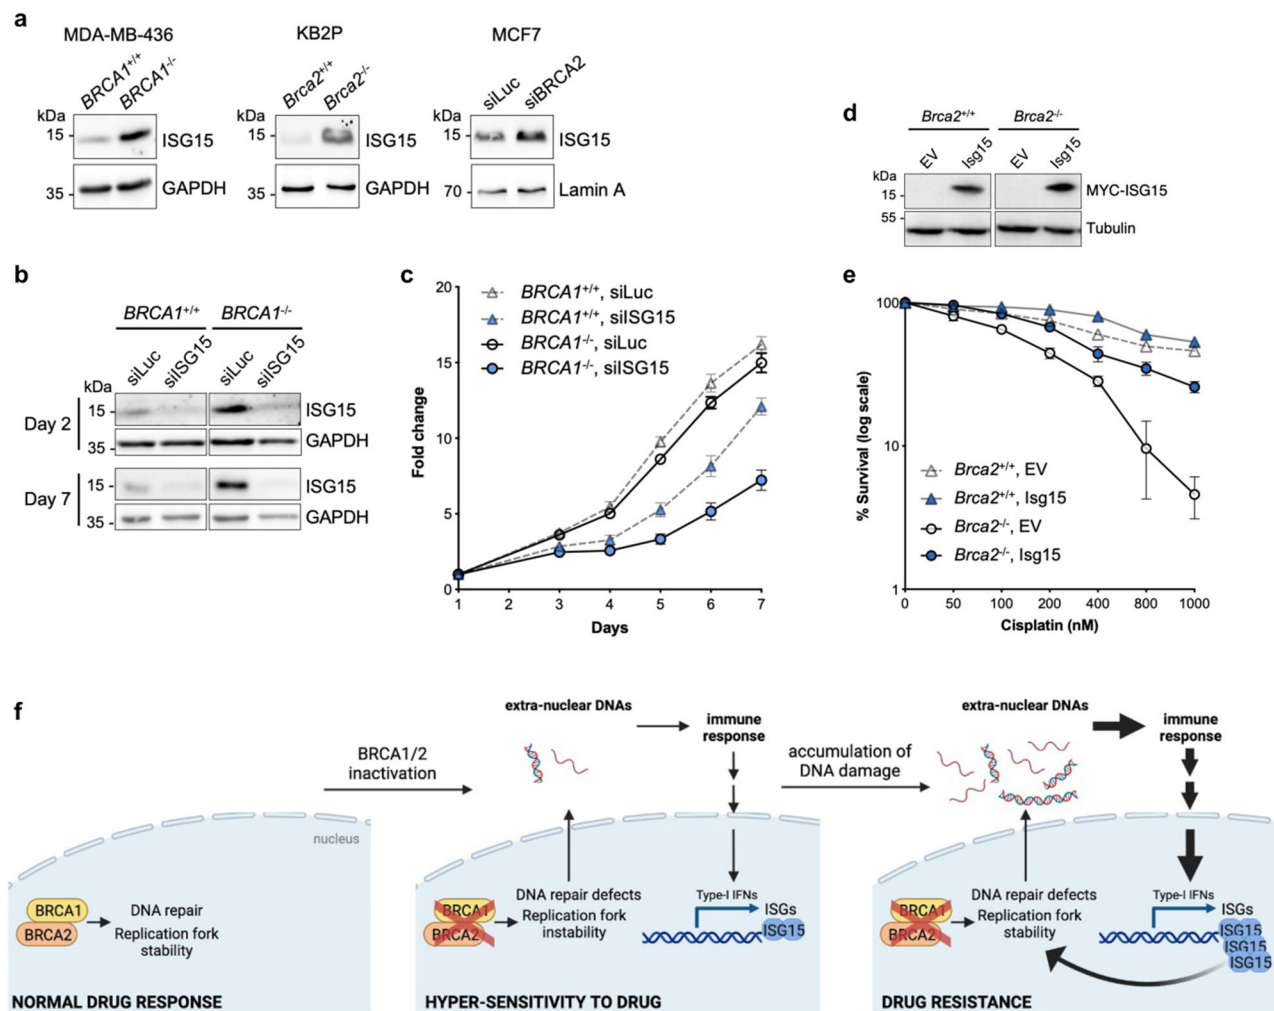 a
MDA-MB-436
BRCA1+/+
BRCA1-/-
kDa
15
ISG15
35
GAPDH
KB2P
Brca2+/+
Brca2-/-
kDa
15
ISG15
35
GAPDH
MCF7
siLuc
siBRCA2
kDa
15
ISG15
70
Lamin A
b
BRCA1+/+
BRCA1-/-
siLuc
siISG15
siLuc
siISG15
kDa
Day 2
15
ISG15
35
GAPDH
Day 7
15
ISG15
35
GAPDH
c
20
15
10
5
0
Fold change
BRCA1+/+, siLuc
BRCA1+/+, siISG15
BRCA1-/-, siLuc
BRCA1-/-, siISG15
1 2 3 4 5 6 7
Days
d
Brca2+/+
Brca2-/-
EV
Isg15
EV
Isg15
kDa
15
MYC-ISG15
55
Tubulin
e
100
10
1
% Survival (log scale)
Brca2+/+, EV
Brca2+/+, Isg15
Brca2-/-, EV
Brca2-/-, Isg15
0 50 100 200 400 800 1000
Cisplatin (nM)
f
nucleus
BRCA1
BRCA2
DNA repair
Replication fork
stability
NORMAL DRUG RESPONSE
BRCA1/2
inactivation
extra-nuclear DNAs
immune
response
BRCA1
BRCA2
DNA repair defects
Replication fork
instability
Type-I IFNs
ISGs
ISG15
HYPER-SENSITIVITY TO DRUG
accumulation of
DNA damage
extra-nuclear DNAs
immune
response
BRCA1
BRCA2
DNA repair defects
Replication fork
stability
Type-I IFNs
ISGs
ISG15
ISG15
ISG15
DRUG RESISTANCE